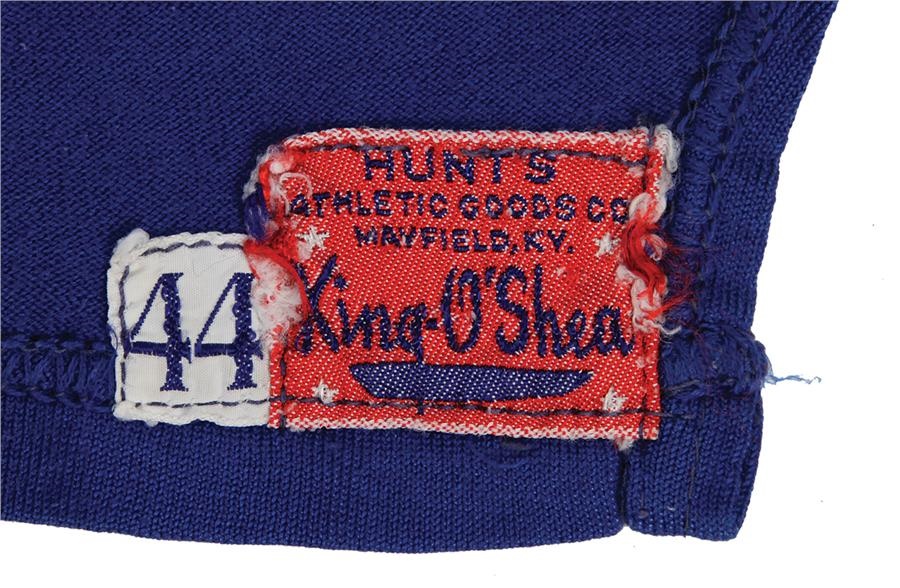 HUNT'S
ATHLETIC GOODS CO
MAYFIELD, KY.
King-O'Shea
44